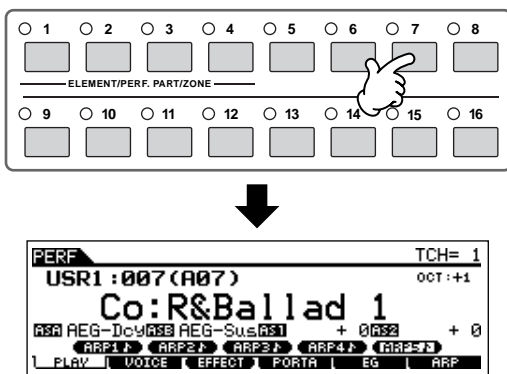 1 2 3 4 5 6 7 8
ELEMENT/PERF. PART/ZONE
9 10 11 12 13 14 15 16
PERF TCH= 1
USR1:007(A07) OCT:+1
Co:R&Ballad 1
ASA AEG-Dcy ASB AEG-Sus AS1 + 0 AS2 + 0
ARP1♪ ARP2♪ ARP3♪ ARP4♪ ARP5♪
PLAY VOICE EFFECT PORTA EG ARP